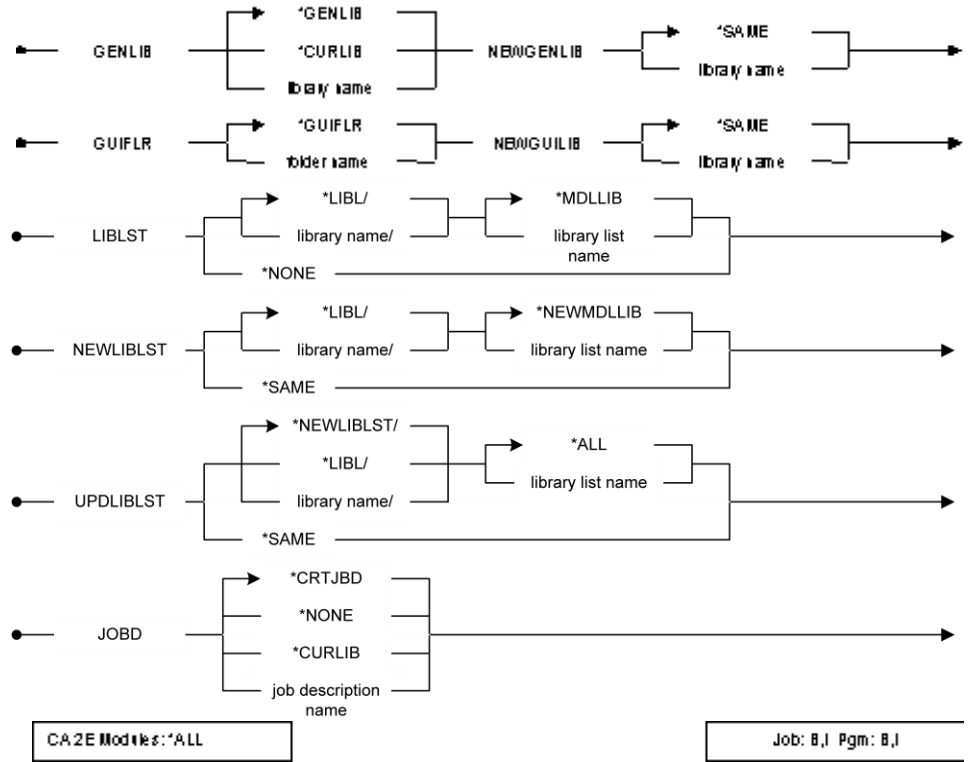 *GENLIB
GENLIB *CURLIB NEWGENLIB *SAME
library name library name
GUIFLR *GUIFLR NEWGUILIB *SAME
folder name library name
*LIBL/ *MDLLIB
LIBLST library name/ library list
name
*NONE
*LIBL/ *NEWMDLLIB
NEWLIBLST library name/ library list name
*SAME
*NEWLIBLST/
*ALL
*LIBL/
library list name
UPDLIBLST library name/
*SAME
*CRTJBD
*NONE
JOBD
*CURLIB
job description
name
CA 2E Modules: *ALL Job: B,I Pgm: B,I